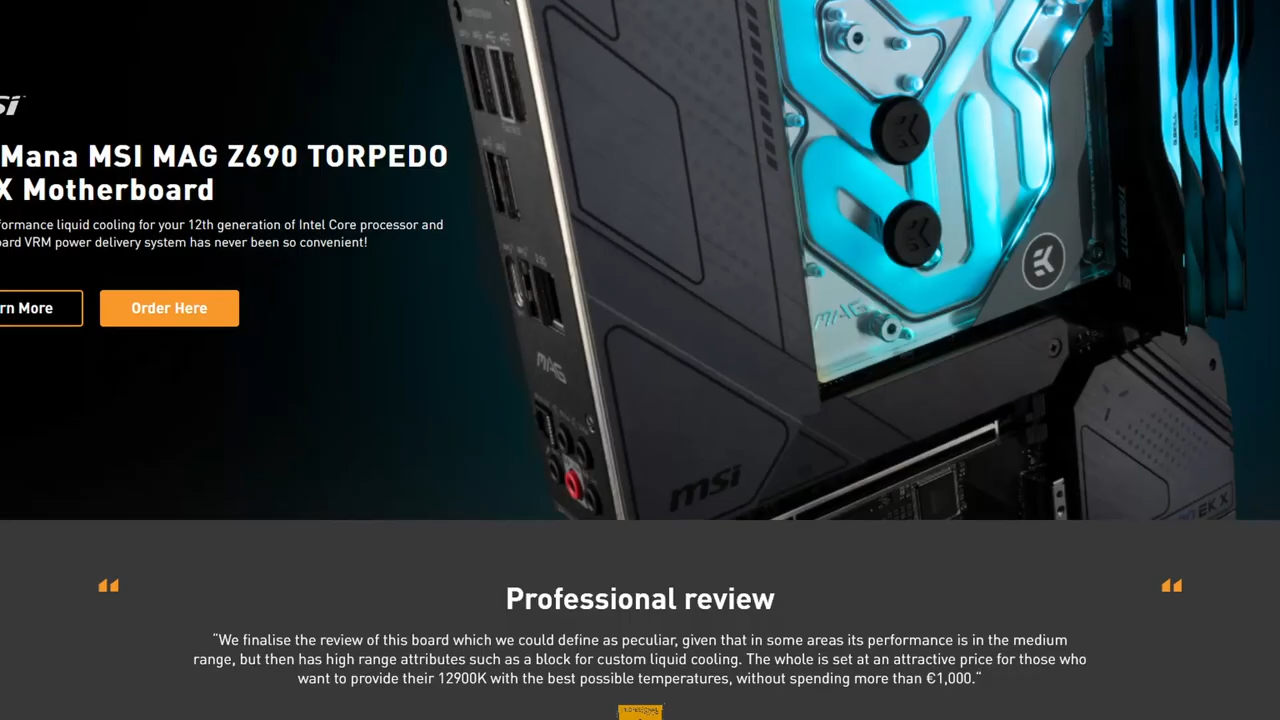 si
Mana MSI MAG Z690 TORPEDO
X Motherboard
formance liquid cooling for your 12th generation of Intel Core processor and
oard VRM power delivery system has never been so convenient!
rn More
Order Here
MAG
MAG
msi
EK X
Professional review
“We finalise the review of this board which we could define as peculiar, given that in some areas its performance is in the medium
range, but then has high range attributes such as a block for custom liquid cooling. The whole is set at an attractive price for those who
want to provide their 12900K with the best possible temperatures, without spending more than €1,000.“